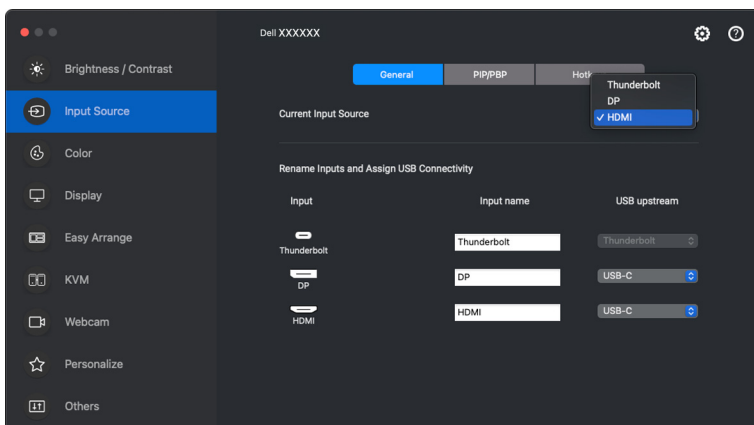 Dell XXXXXX
Brightness / Contrast
Input Source
Color
Display
Easy Arrange
KVM
Webcam
Personalize
Others
General
PIP/PBP
Current Input Source
Thunderbolt
DP
✓ HDMI
Rename Inputs and Assign USB Connectivity
Input Input name USB upstream
Thunderbolt Thunderbolt Thunderbolt
DP DP USB-C
HDMI HDMI USB-C